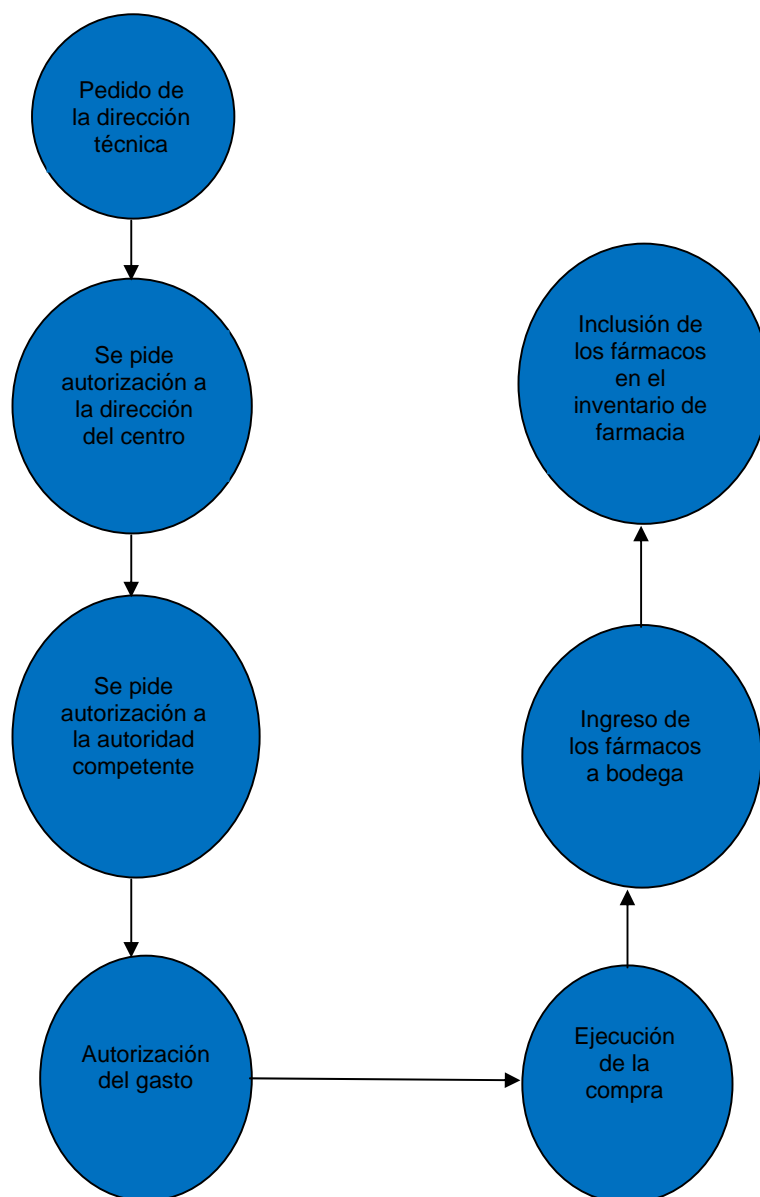 Pedido de
la dirección
técnica
Se pide
autorización a
la dirección
del centro
Se pide
autorización a
la autoridad
competente
Autorización
del gasto
Ejecución
de la
compra
Ingreso de
los fármacos
a bodega
Inclusión de
los fármacos
en el
inventario de
farmacia